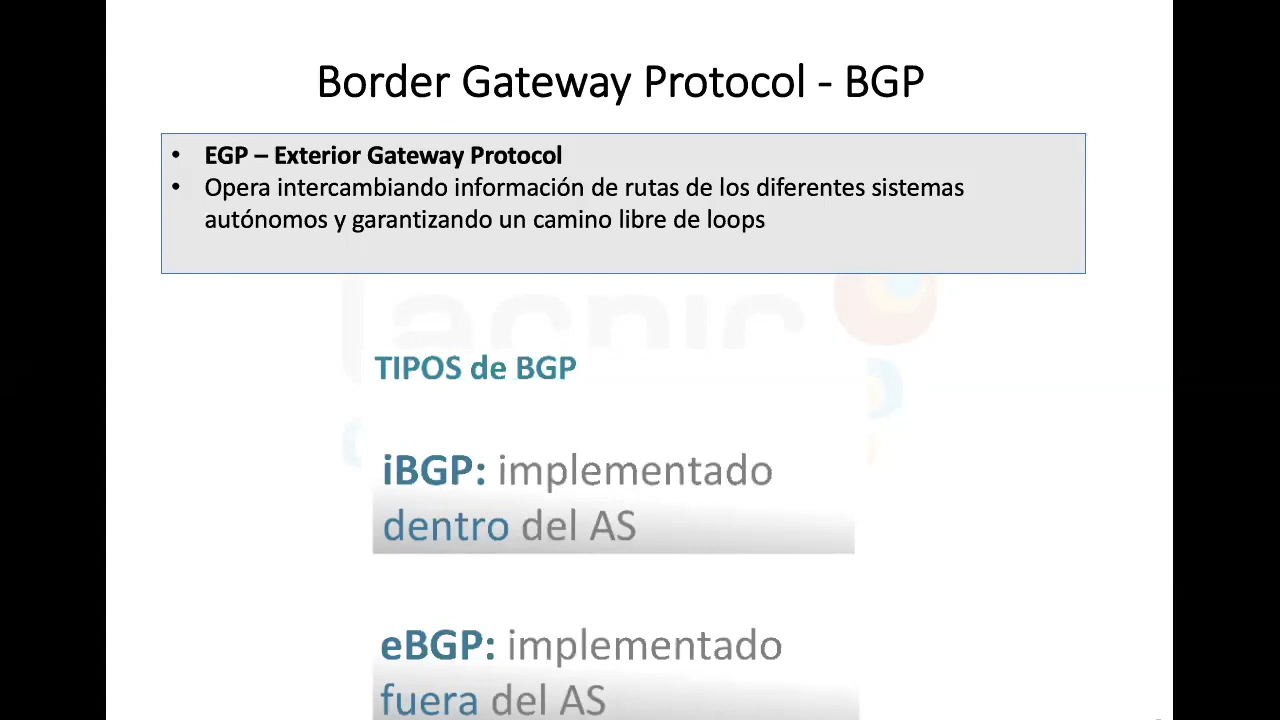 Border Gateway Protocol - BGP
• EGP – Exterior Gateway Protocol
• Opera intercambiando información de rutas de los diferentes sistemas
autónomos y garantizando un camino libre de loops
lacnic
TIPOS de BGP
iBGP: implementado
dentro del AS
eBGP: implementado
fuera del AS